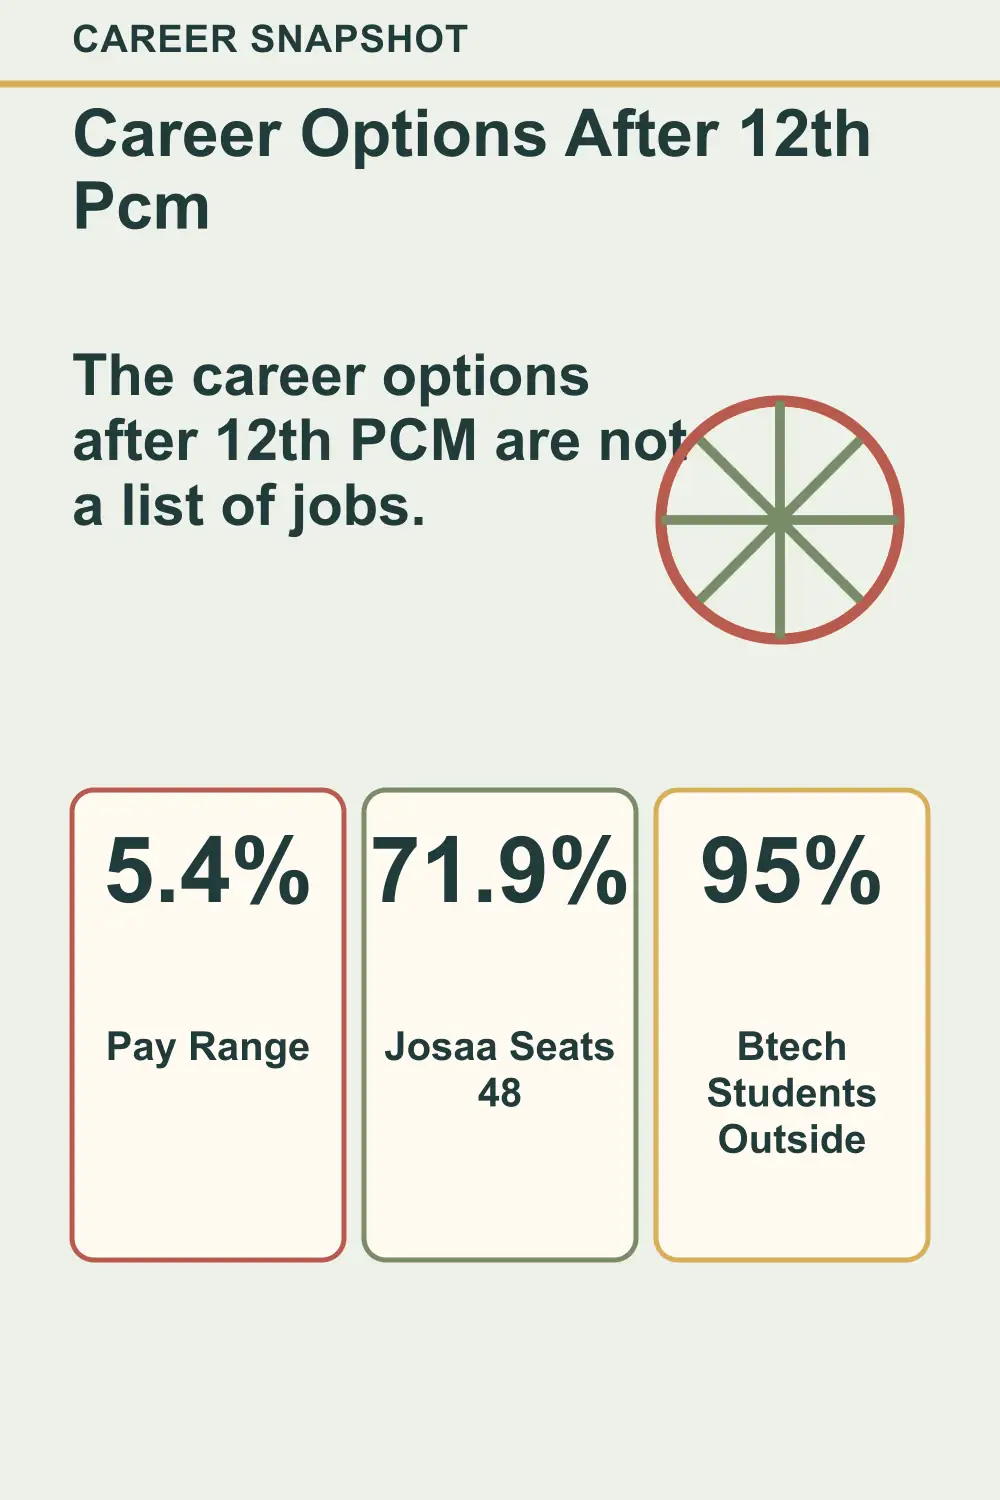 CAREER SNAPSHOT
Career Options After 12th
Pcm
The career options
after 12th PCM are not
a list of jobs.
5.4%
Pay Range
71.9%
Josaa Seats
48
95%
Btech
Students
Outside